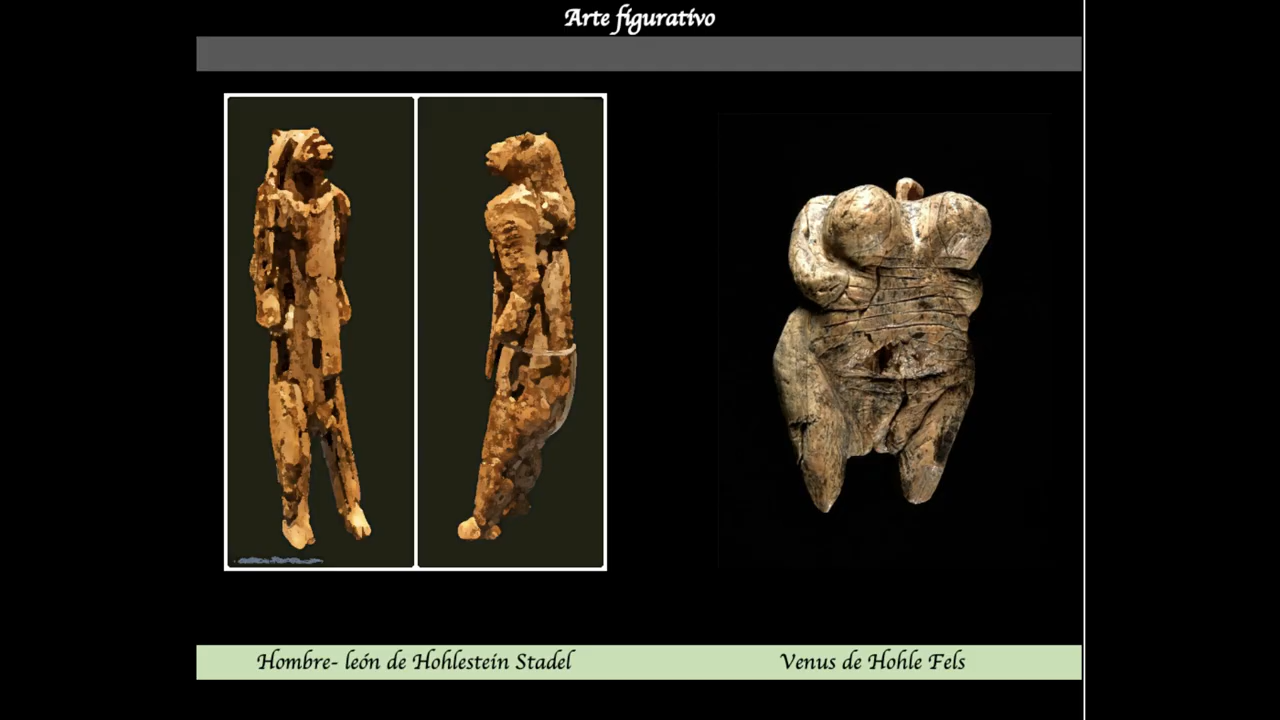 Arte figurativo
Hombre- león de Hohlestein Stadel
Venus de Hohle Fels